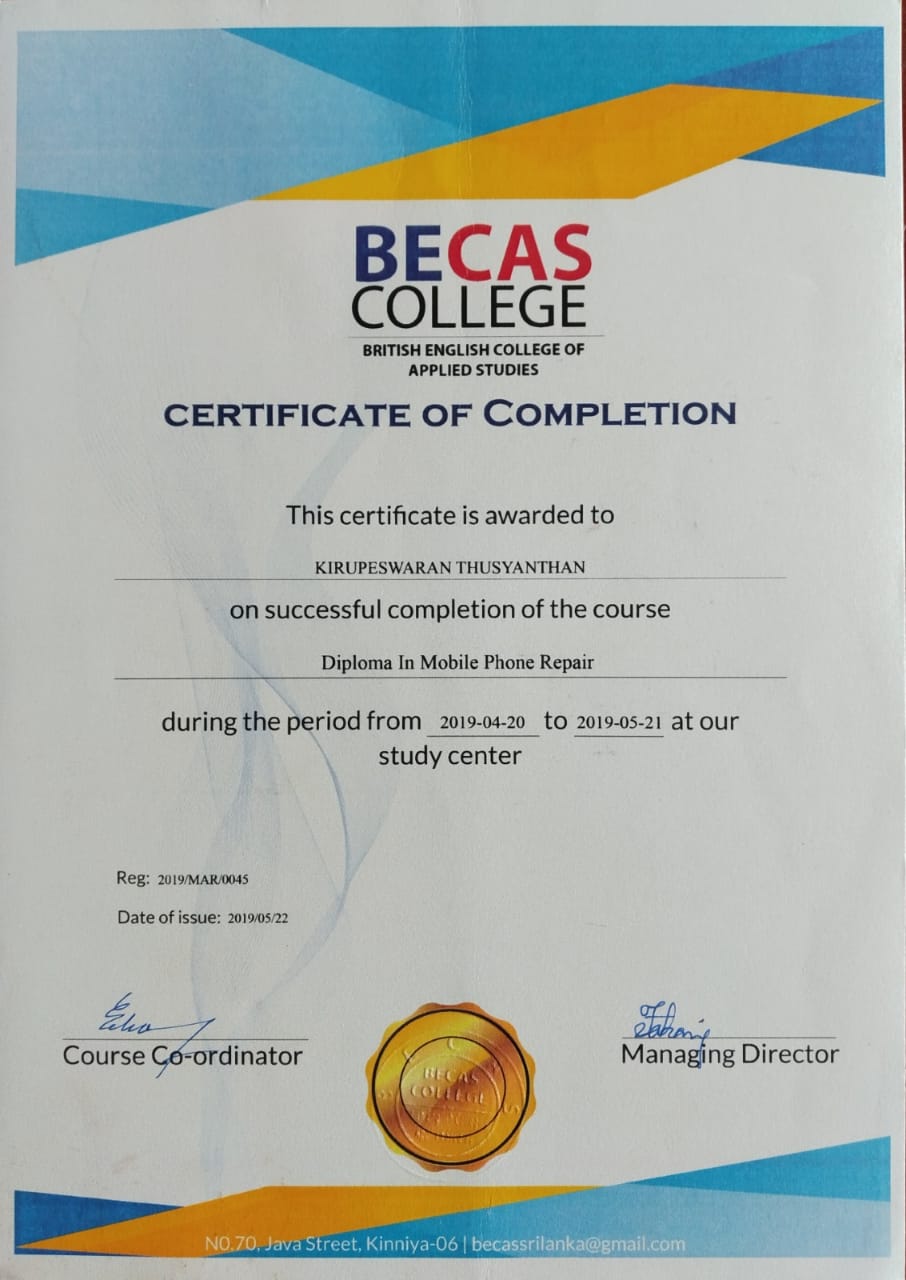 BECAS
COLLEGE
BRITISH ENGLISH COLLEGE OF
APPLIED STUDIES
CERTIFICATE OF COMPLETION
This certificate is awarded to
KIRUPESWARAN THUSYANTHAN
on successful completion of the course
Diploma In Mobile Phone Repair
during the period from 2019-04-20 to 2019-05-21 at our
study center
Reg: 2019/MAR/0045
Date of issue: 2019/05/22
Course Co-ordinator
Managing Director
BECAS
COLLEGE
N0.70, Java Street, Kinniya-06 | becassrilanka@gmail.com